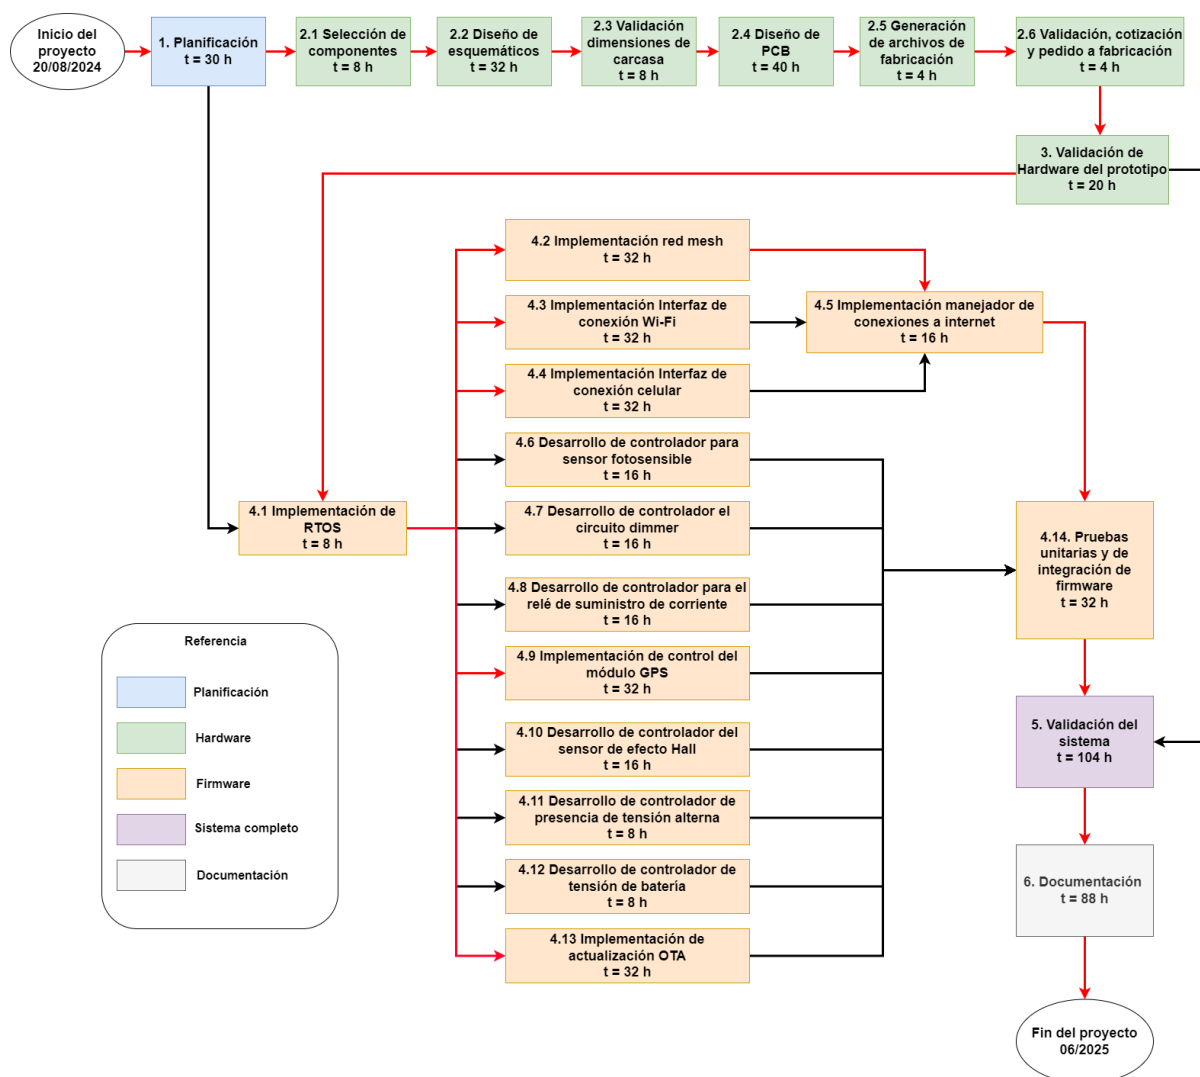 Inicio del
proyecto
20/08/2024
1. Planificación
t = 30 h
2.1 Selección de
componentes
t = 8 h
2.2 Diseño de
esquemáticos
t = 32 h
2.3 Validación
dimensiones de
carcasa
t = 8 h
2.4 Diseño de
PCB
t = 40 h
2.5 Generación
de archivos de
fabricación
t = 4 h
2.6 Validación, cotización
y pedido a fabricación
t = 4 h
3. Validación de
Hardware del prototipo
t = 20 h
4.2 Implementación red mesh
t = 32 h
4.3 Implementación Interfaz de
conexión Wi-Fi
t = 32 h
4.5 Implementación manejador de
conexiones a internet
t = 16 h
4.4 Implementación Interfaz de
conexión celular
t = 32 h
4.6 Desarrollo de controlador para
sensor fotosensible
t = 16 h
4.1 Implementación de
RTOS
t = 8 h
4.7 Desarrollo de controlador el
circuito dimmer
t = 16 h
4.14. Pruebas
unitarias y de
integración de
firmware
t = 32 h
4.8 Desarrollo de controlador para el
relé de suministro de corriente
t = 16 h
4.9 Implementación de control del
módulo GPS
t = 32 h
4.10 Desarrollo de controlador del
sensor de efecto Hall
t = 16 h
5. Validación del
sistema
t = 104 h
4.11 Desarrollo de controlador de
presencia de tensión alterna
t = 8 h
4.12 Desarrollo de controlador de
tensión de batería
t = 8 h
6. Documentación
t = 88 h
4.13 Implementación de
actualización OTA
t = 32 h
Fin del proyecto
06/2025
Referencia
Planificación
Hardware
Firmware
Sistema completo
Documentación